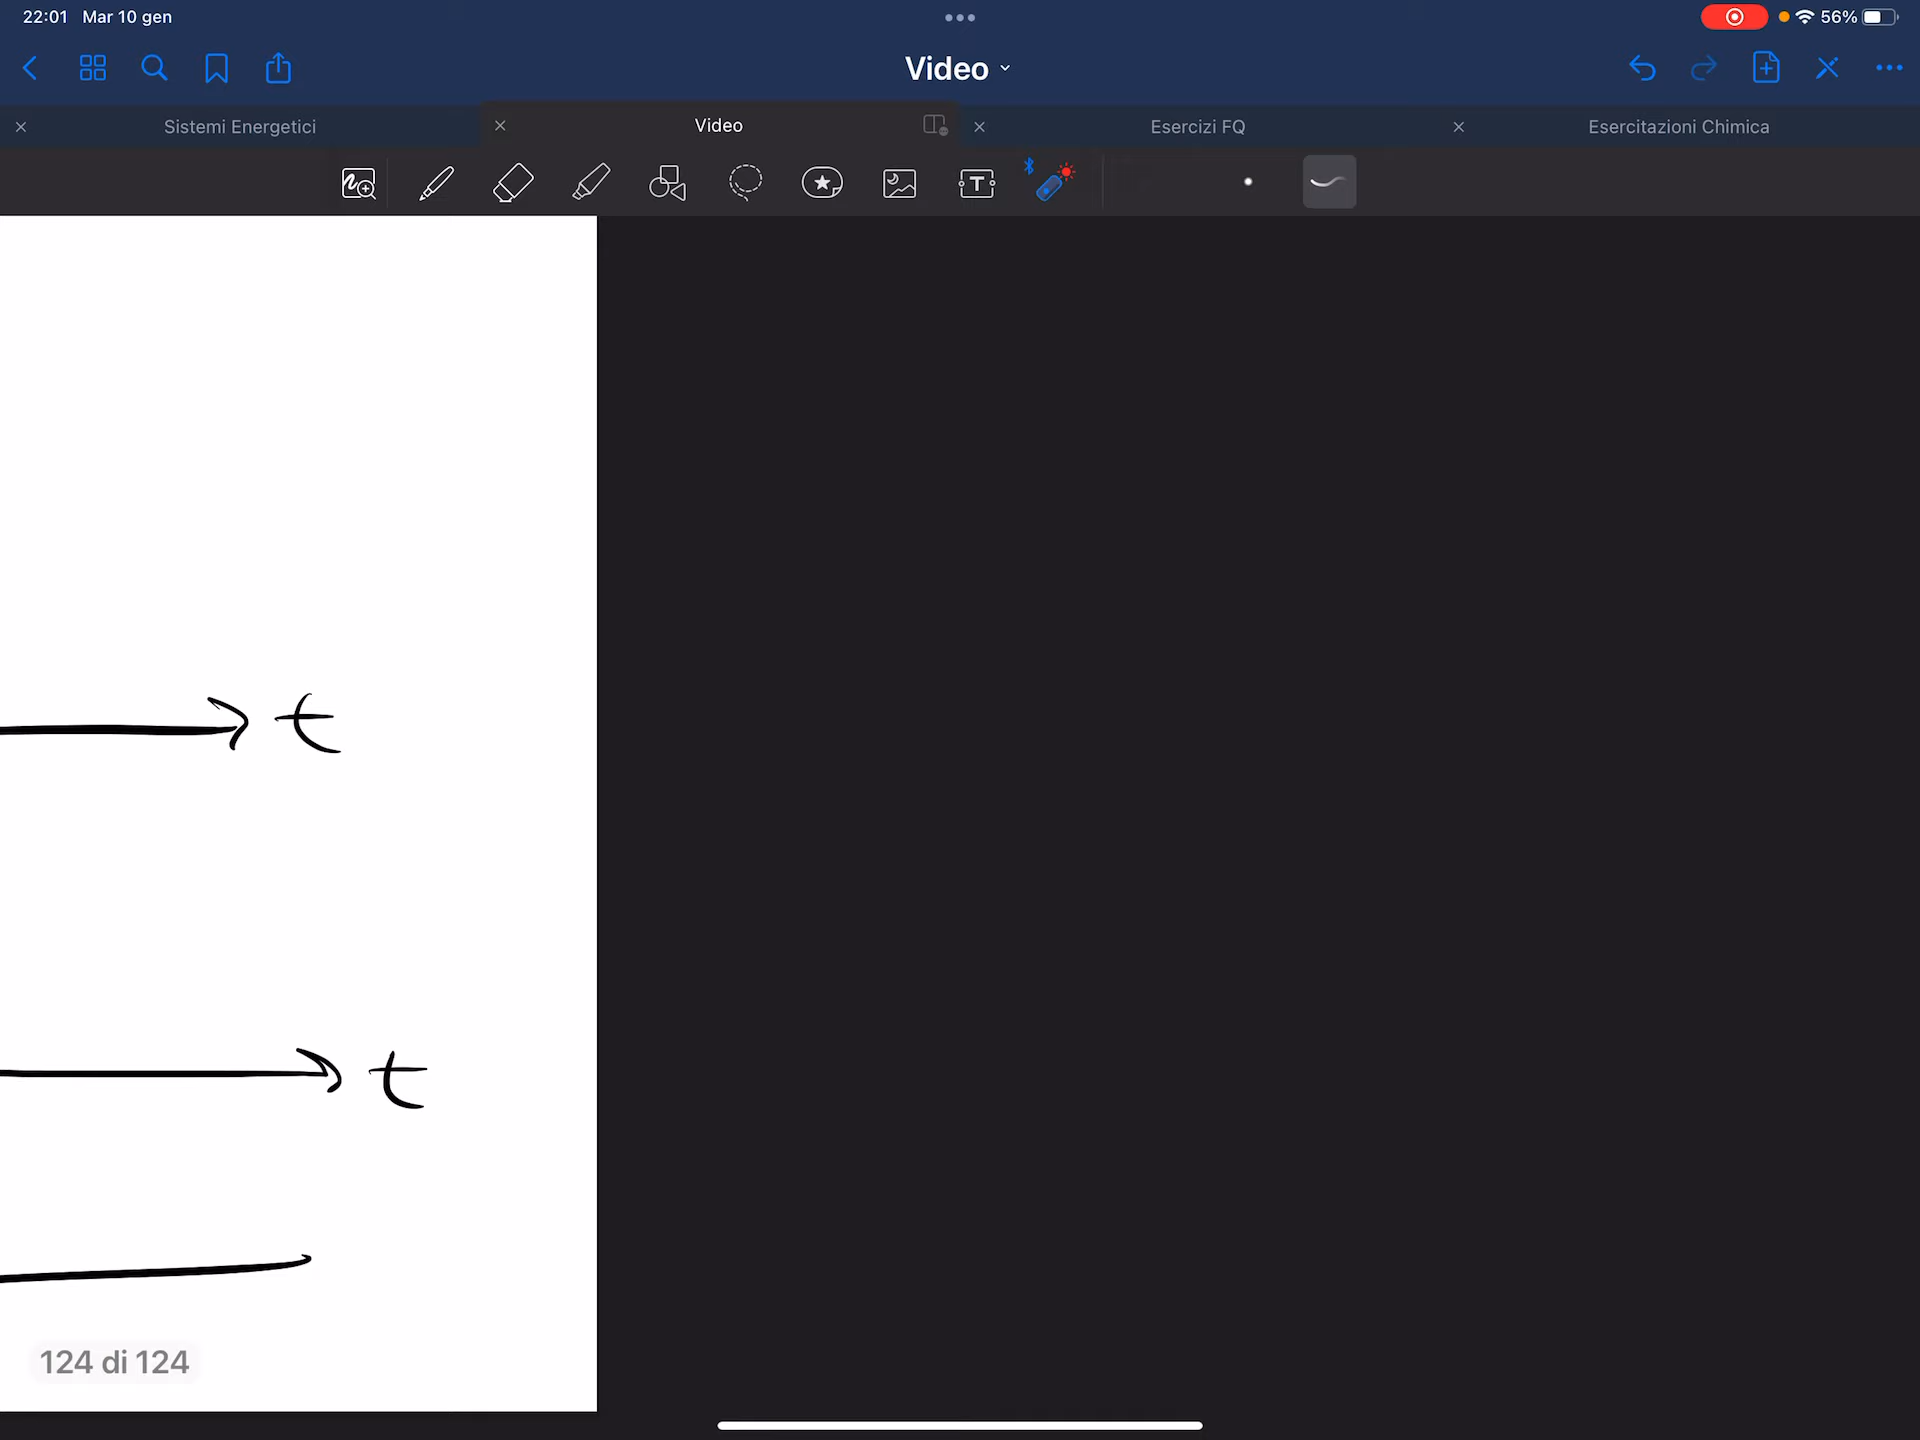 22:01 Mar 10 gen 56%
Video
Sistemi Energetici Video Esercizi FQ Esercitazioni Chimica
T
t
t
124 di 124